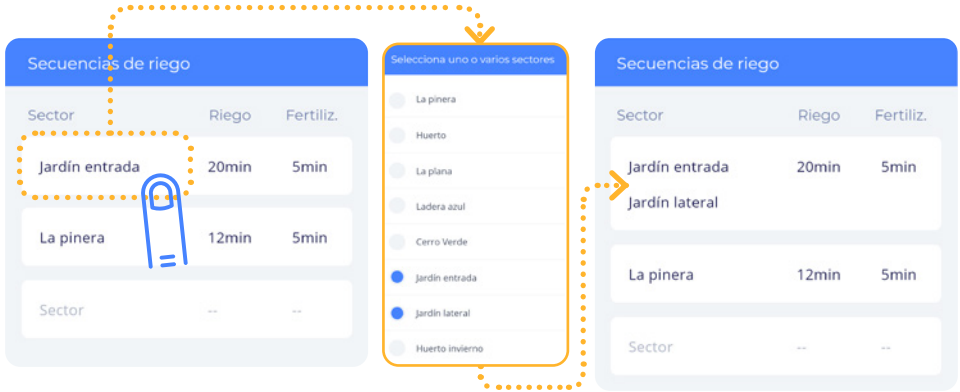 Secuencias de riego
Sector Riego Fertiliz.
Jardín entrada 20min 5min
La pinera 12min 5min
Sector -- --
Selecciona uno o varios sectores
La pinera
Huerto
La plana
Ladera azul
Cerro Verde
Jardín entrada
Jardín lateral
Huerto invierno
Secuencias de riego
Sector Riego Fertiliz.
Jardín entrada 20min 5min
Jardín lateral
La pinera 12min 5min
Sector -- --